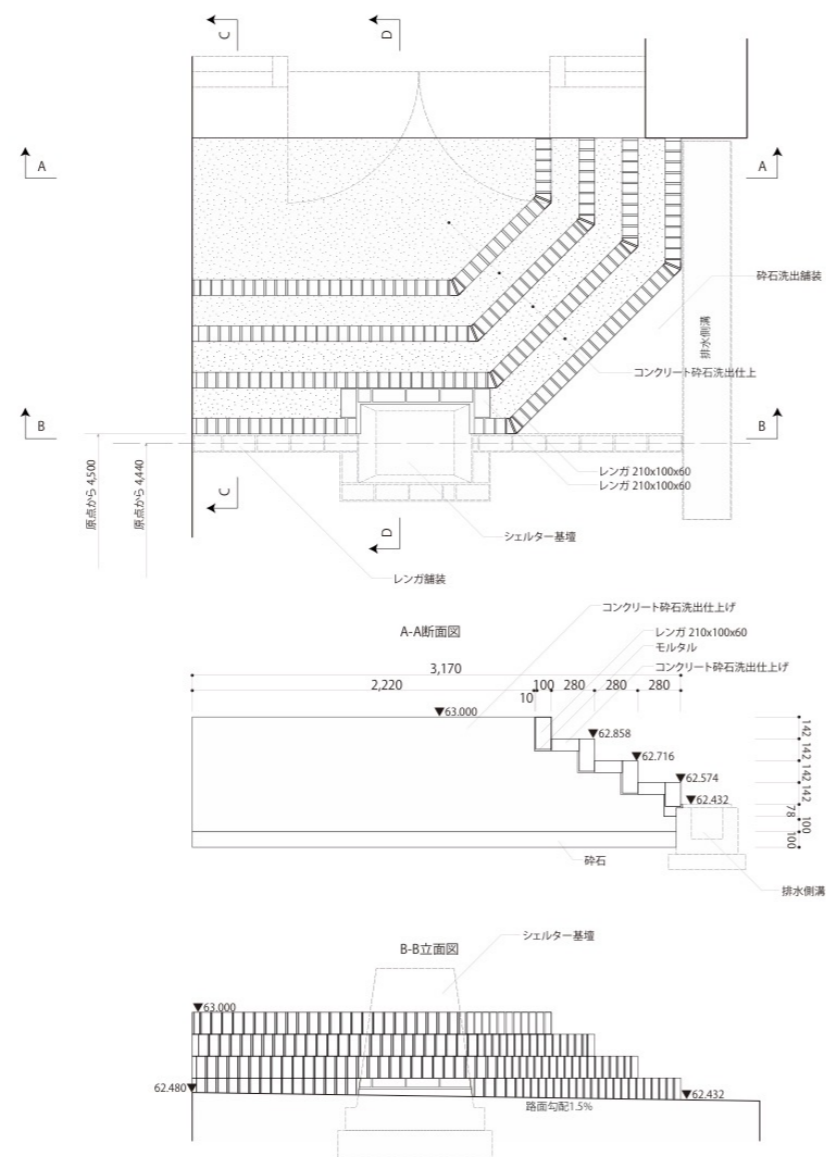 C
D
A
A
砕石洗出舗装
排水側溝
コンクリート砕石洗出仕上
B
B
原点から 4,500
原点から 4,440
レンガ 210x100x60
レンガ 210x100x60
C
D
シェルター基壇
レンガ舗装
コンクリート砕石洗出仕上げ
A-A断面図
レンガ 210x100x60
モルタル
コンクリート砕石洗出仕上げ
3,170
2,220
10
100
280
280
280
63.000
62.858
62.716
62.574
62.432
142
142
142
142
78
100
100
砕石
排水側溝
シェルター基壇
B-B立面図
63.000
62.480
62.432
路面勾配1.5%